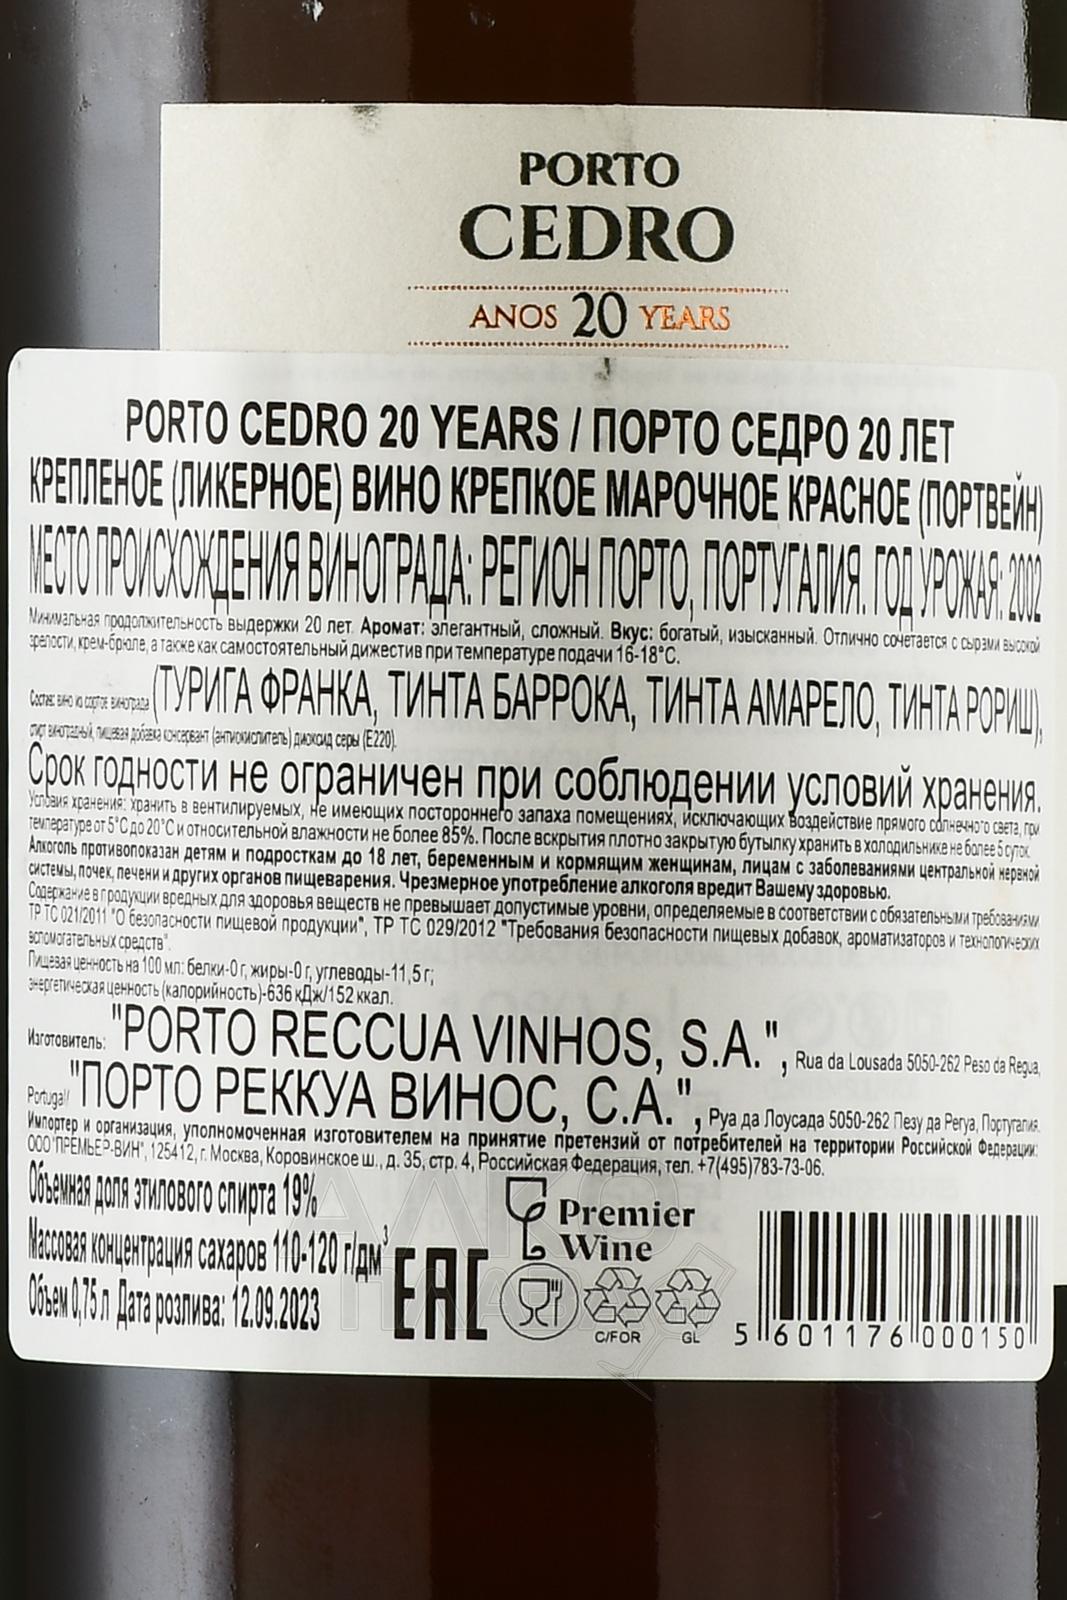 PORTO
CEDRO
ANOS 20 YEARS
PORTO CEDRO 20 YEARS / ПОРТО СЕДРО 20 ЛЕТ
КРЕПЛЕНОЕ (ЛИКЕРНОЕ) ВИНО КРЕПКОЕ МАРОЧНОЕ КРАСНОЕ (ПОРТВЕЙН)
МЕСТО ПРОИСХОЖДЕНИЯ ВИНОГРАДА: РЕГИОН ПОРТО, ПОРТУГАЛИЯ. ГОД УРОЖАЯ: 2002
Минимальная продолжительность выдержки 20 лет. Аромат: элегантный, сложный. Вкус: богатый, изысканный. Отлично сочетается с сырами высокой
зрелости, крем-брюле, а также как самостоятельный дижестив при температуре подачи 16-18°С.
Состав: вино из сортов винограда (ТУРИГА ФРАНКА, ТИНТА БАРРОКА, ТИНТА АМАРЕЛО, ТИНТА РОРИШ),
спирт виноградный, пищевая добавка консервант (антиокислитель) диоксид серы (Е220).
Срок годности не ограничен при соблюдении условий хранения.
Условия хранения: хранить в вентилируемых, не имеющих постороннего запаха помещениях, исключающих воздействие прямого солнечного света, при
температуре от 5°С до 20°С и относительной влажности не более 85%. После вскрытия плотно закрытую бутылку хранить в холодильнике не более 5 суток.
Алкоголь противопоказан детям и подросткам до 18 лет, беременным и кормящим женщинам, лицам с заболеваниями центральной нервной
системы, почек, печени и других органов пищеварения. Чрезмерное употребление алкоголя вредит Вашему здоровью.
Содержание в продукции вредных для здоровья веществ не превышает допустимые уровни, определяемые в соответствии с обязательными требованиями
ТР ТС 021/2011 "О безопасности пищевой продукции", ТР ТС 029/2012 "Требования безопасности пищевых добавок, ароматизаторов и технологических
вспомогательных средств".
Пищевая ценность на 100 мл: белки-0 г, жиры-0 г, углеводы-11,5 г;
энергетическая ценность (калорийность)-636 кДж/152 ккал.
Изготовитель: "PORTO RECCUA VINHOS, S.A.", Rua da Lousada 5050-262 Peso da Regua,
Portugal/ "ПОРТО РЕККУА ВИНОС, С.А.", Руа да Лоусада 5050-262 Пезу да Регуа, Португалия.
Импортер и организация, уполномоченная изготовителем на принятие претензий от потребителей на территории Российской Федерации:
ООО "ПРЕМЬЕР-ВИН", 125412, г. Москва, Коровинское ш., д. 35, стр. 4, Российская Федерация, тел. +7(495)783-73-06.
Объемная доля этилового спирта 19%
Массовая концентрация сахаров 110-120 г/дм³
Объем 0,75 л Дата розлива: 12.09.2023
ЕАС
Premier
Wine
C/FOR
GL
5 601176 000150